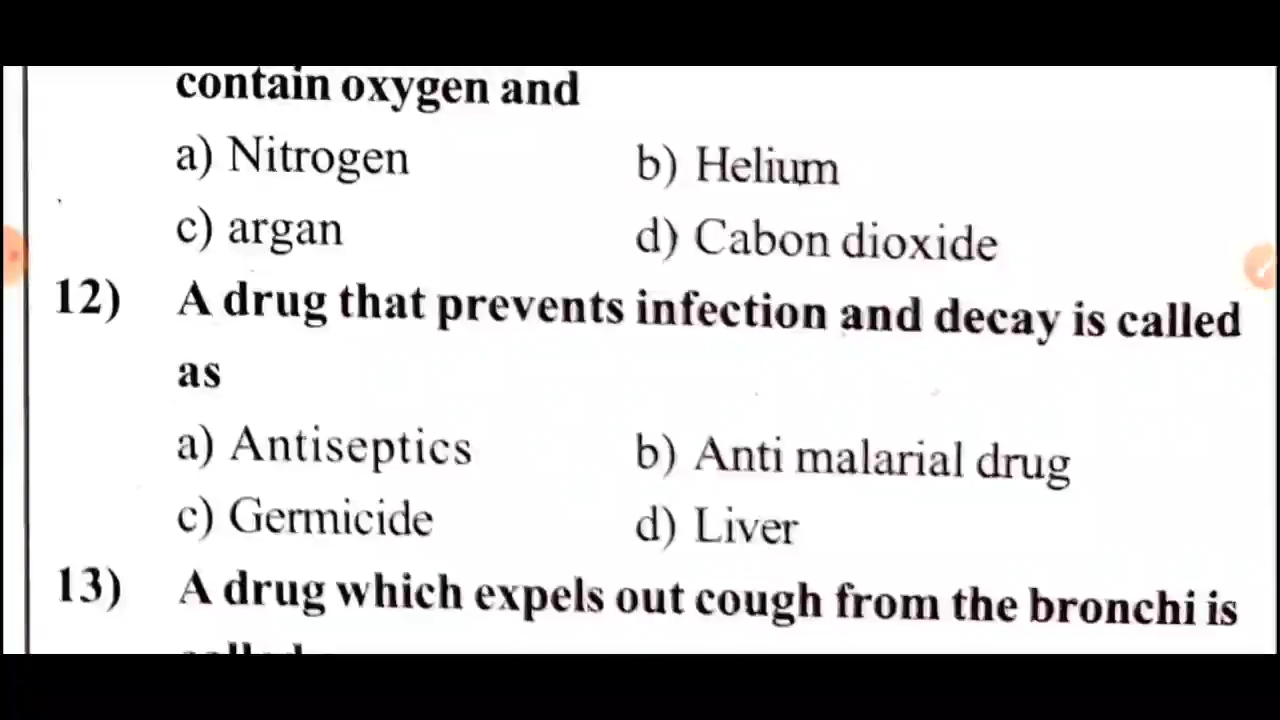 contain oxygen and
a) Nitrogen b) Helium
c) argan d) Cabon dioxide
12) A drug that prevents infection and decay is called
as
a) Antiseptics b) Anti malarial drug
c) Germicide d) Liver
13) A drug which expels out cough from the bronchi is